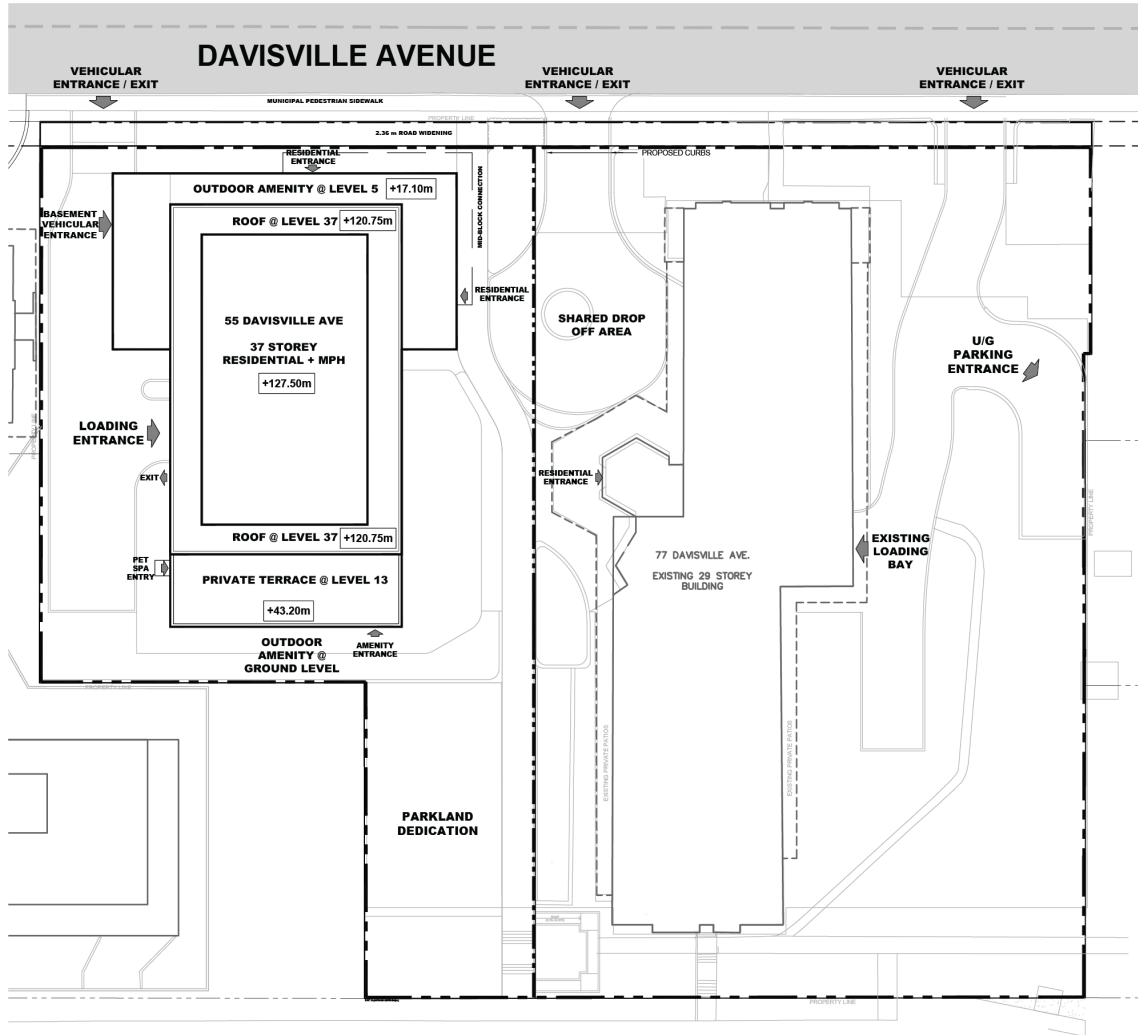 DAVISVILLE AVENUE
VEHICULAR
ENTRANCE / EXIT
VEHICULAR
ENTRANCE / EXIT
VEHICULAR
ENTRANCE / EXIT
MUNICIPAL PEDESTRIAN SIDEWALK
PROPERTY LINE
2.36 m ROAD WIDENING
RESIDENTIAL
ENTRANCE
PROPOSED CURBS
OUTDOOR AMENITY @ LEVEL 5
+17.10m
MID-BLOCK CONNECTION
BASEMENT
VEHICULAR
ENTRANCE
ROOF @ LEVEL 37
+120.75m
RESIDENTIAL
ENTRANCE
55 DAVISVILLE AVE
37 STOREY
RESIDENTIAL + MPH
+127.50m
SHARED DROP
OFF AREA
U/G
PARKING
ENTRANCE
PROPERTY LINE
LOADING
ENTRANCE
EXIT
RESIDENTIAL
ENTRANCE
PROPERTY LINE
ROOF @ LEVEL 37
+120.75m
EXISTING
LOADING
BAY
77 DAVISVILLE AVE.
EXISTING 29 STOREY
BUILDING
PET
SPA
ENTRY
PRIVATE TERRACE @ LEVEL 13
+43.20m
OUTDOOR
AMENITY @
GROUND LEVEL
AMENITY
ENTRANCE
PROPERTY LINE
EXISTING PRIVATE PATIOS
EXISTING PRIVATE PATIOS
PARKLAND
DEDICATION
PROPERTY LINE